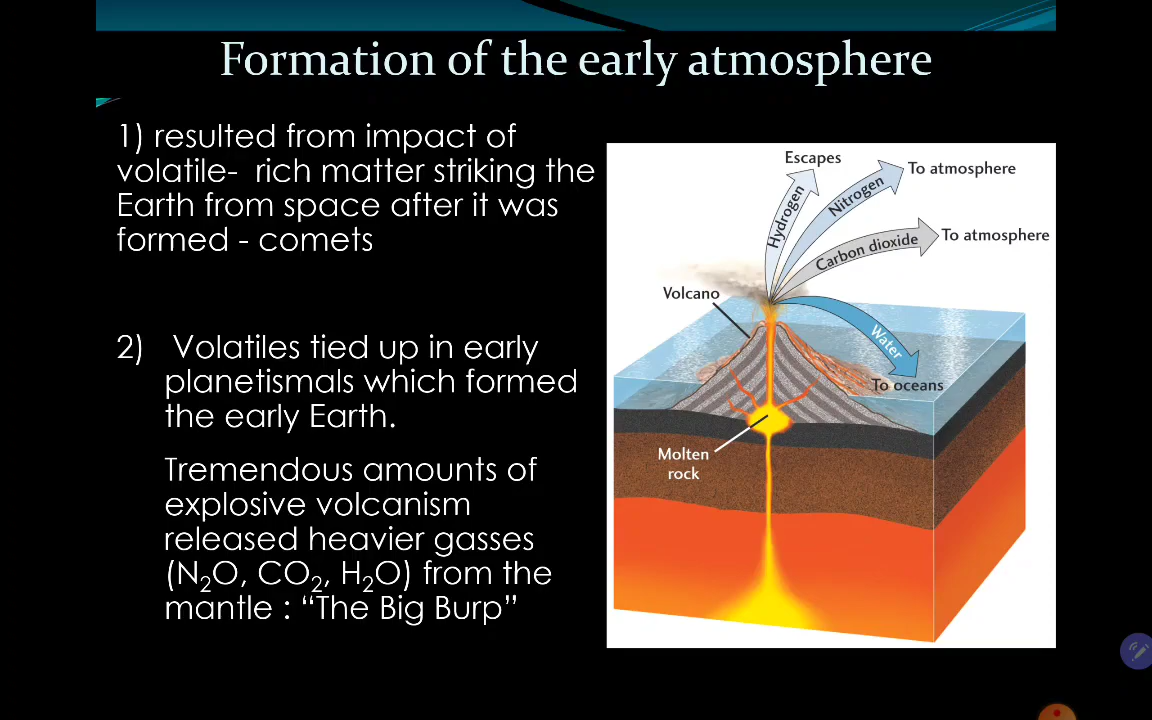 Formation of the early atmosphere
1) resulted from impact of
volatile- rich matter striking the
Earth from space after it was
formed - comets
2) Volatiles tied up in early
planetismals which formed
the early Earth.
Tremendous amounts of
explosive volcanism
released heavier gasses
(N₂O, CO₂, H₂O) from the
mantle : “The Big Burp”
Escapes
To atmosphere
Hydrogen
Nitrogen
Carbon dioxide
To atmosphere
Volcano
Water
To oceans
Molten
rock